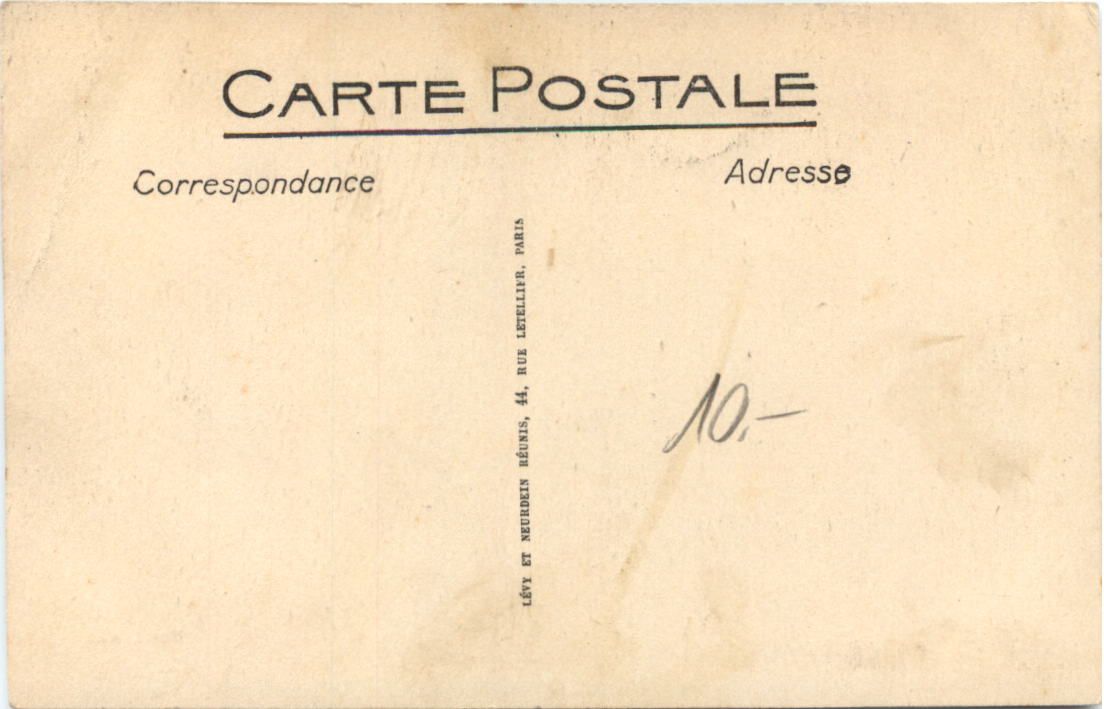 CARTE POSTALE
Correspondance
Adresse
LÉVY ET NEURDEIN RÉUNIS, 44, RUE LETELLIER, PARIS
10.-